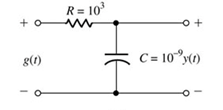 R = 10³
+ +
g(t) C = 10⁻⁹y(t)
− −